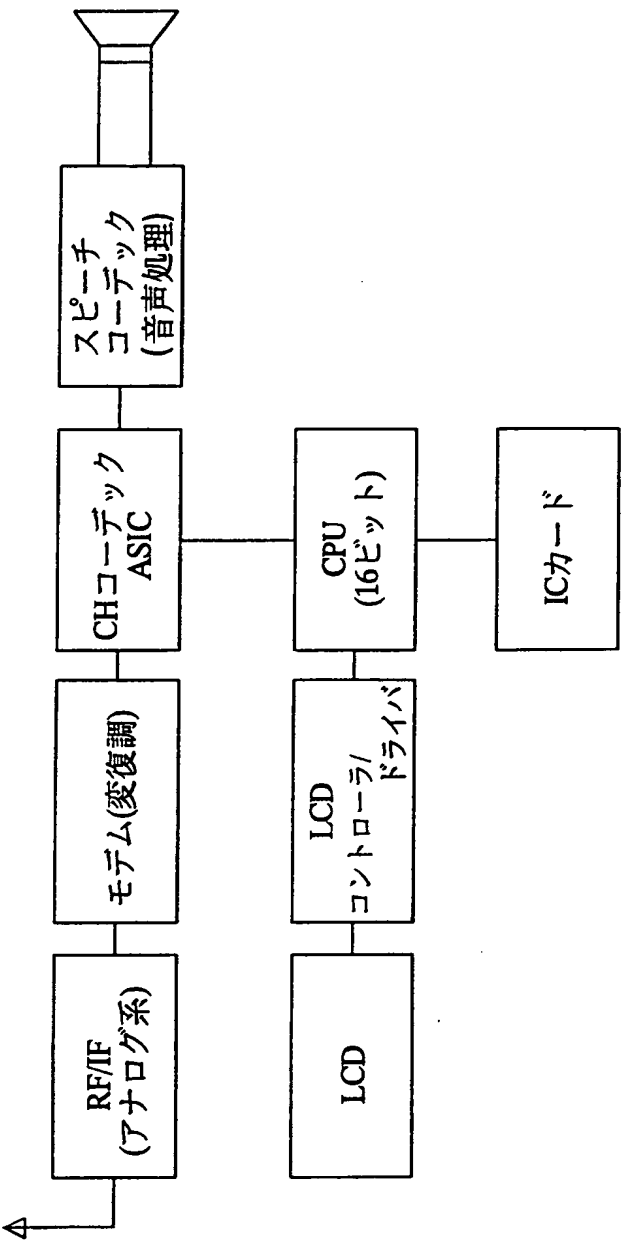 RF/IF
(アナログ系)
モデム(変復調)
CHコーデック
ASIC
スピーチ
コーデック
(音声処理)
LCD
LCD
コントローラ/
ドライバ
CPU
(16ビット)
ICカード